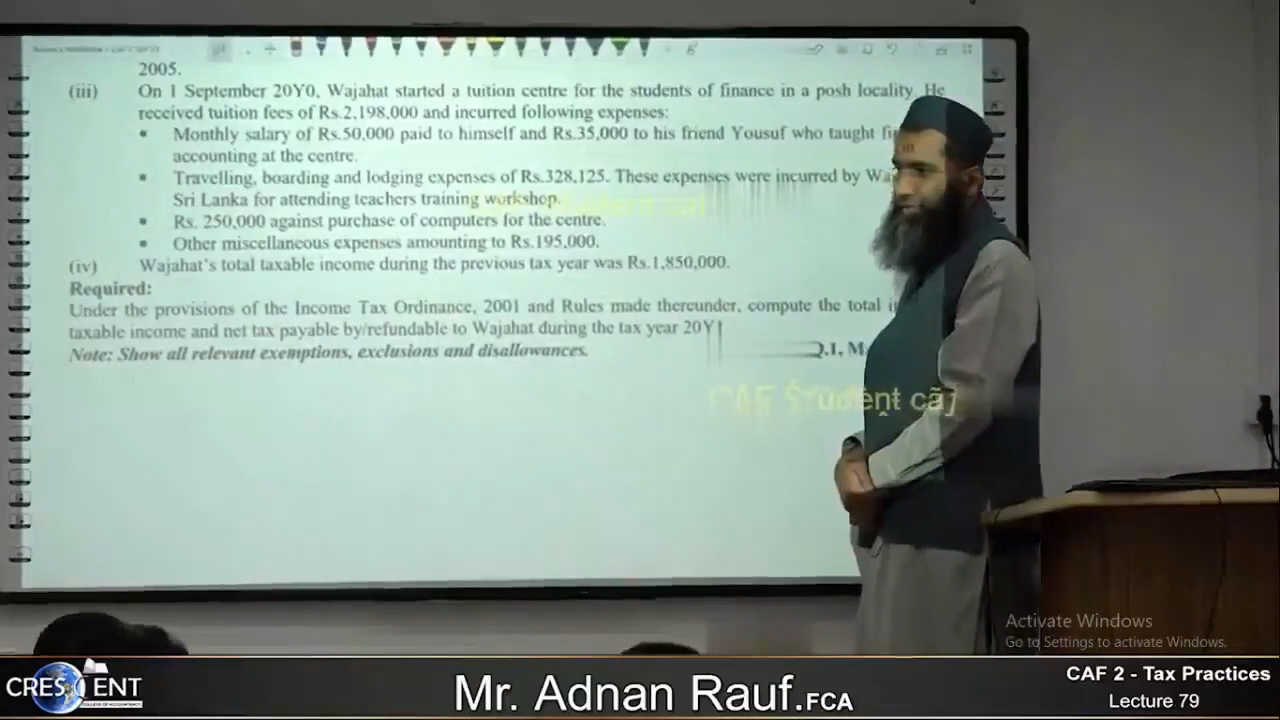 2005.
(iii) On 1 September 20Y0, Wajahat started a tuition centre for the students of finance in a posh locality. He
received tuition fees of Rs.2,198,000 and incurred following expenses:
▪ Monthly salary of Rs.50,000 paid to himself and Rs.35,000 to his friend Yousuf who taught
accounting at the centre.
▪ Travelling, boarding and lodging expenses of Rs.328,125. These expenses were incurred by
Sri Lanka for attending teachers training workshop.
▪ Rs. 250,000 against purchase of computers for the centre.
▪ Other miscellaneous expenses amounting to Rs.195,000.
(iv) Wajahat's total taxable income during the previous tax year was Rs.1,850,000.
Required:
Under the provisions of the Income Tax Ordinance, 2001 and Rules made thereunder, compute the total
taxable income and net tax payable by/refundable to Wajahat during the tax year 20Y1
Note: Show all relevant exemptions, exclusions and disallowances.
Activate Windows
Go to Settings to activate Windows.
CRESCENT
COLLEGE OF ACCOUNTANCY
Mr. Adnan Rauf.FCA
CAF 2 - Tax Practices
Lecture 79